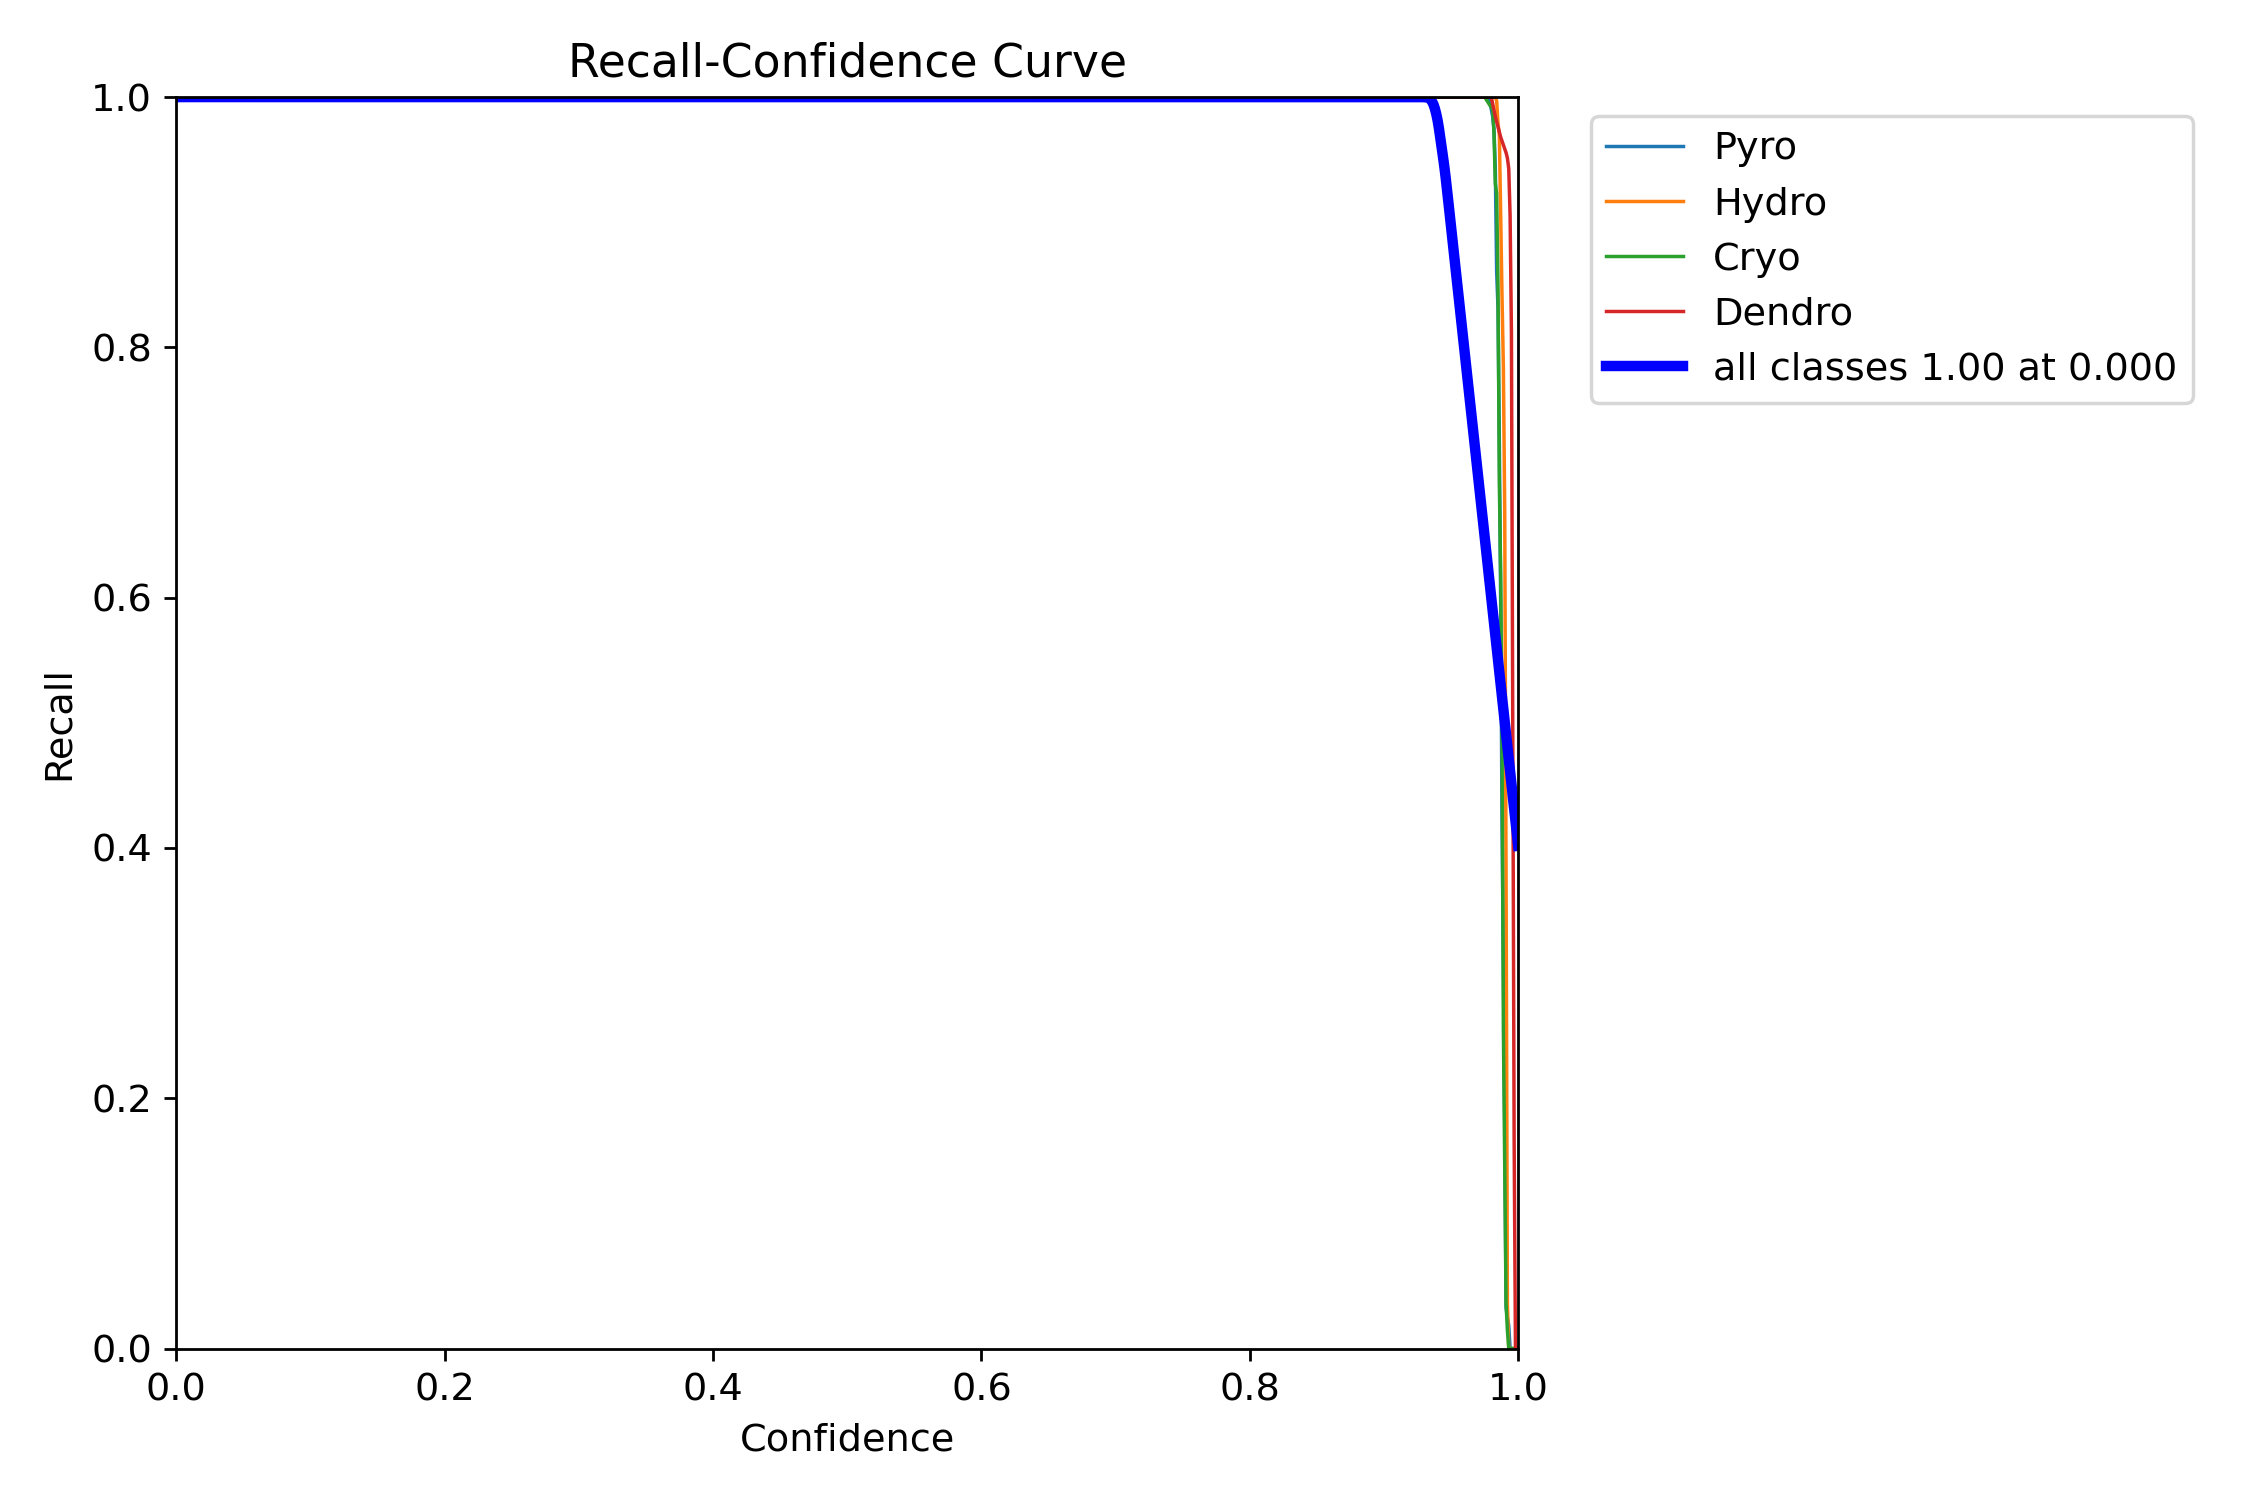 Recall-Confidence Curve
1.0
0.8
0.6
0.4
0.2
0.0
Recall
0.0 0.2 0.4 0.6 0.8 1.0
Confidence
Pyro
Hydro
Cryo
Dendro
all classes 1.00 at 0.000